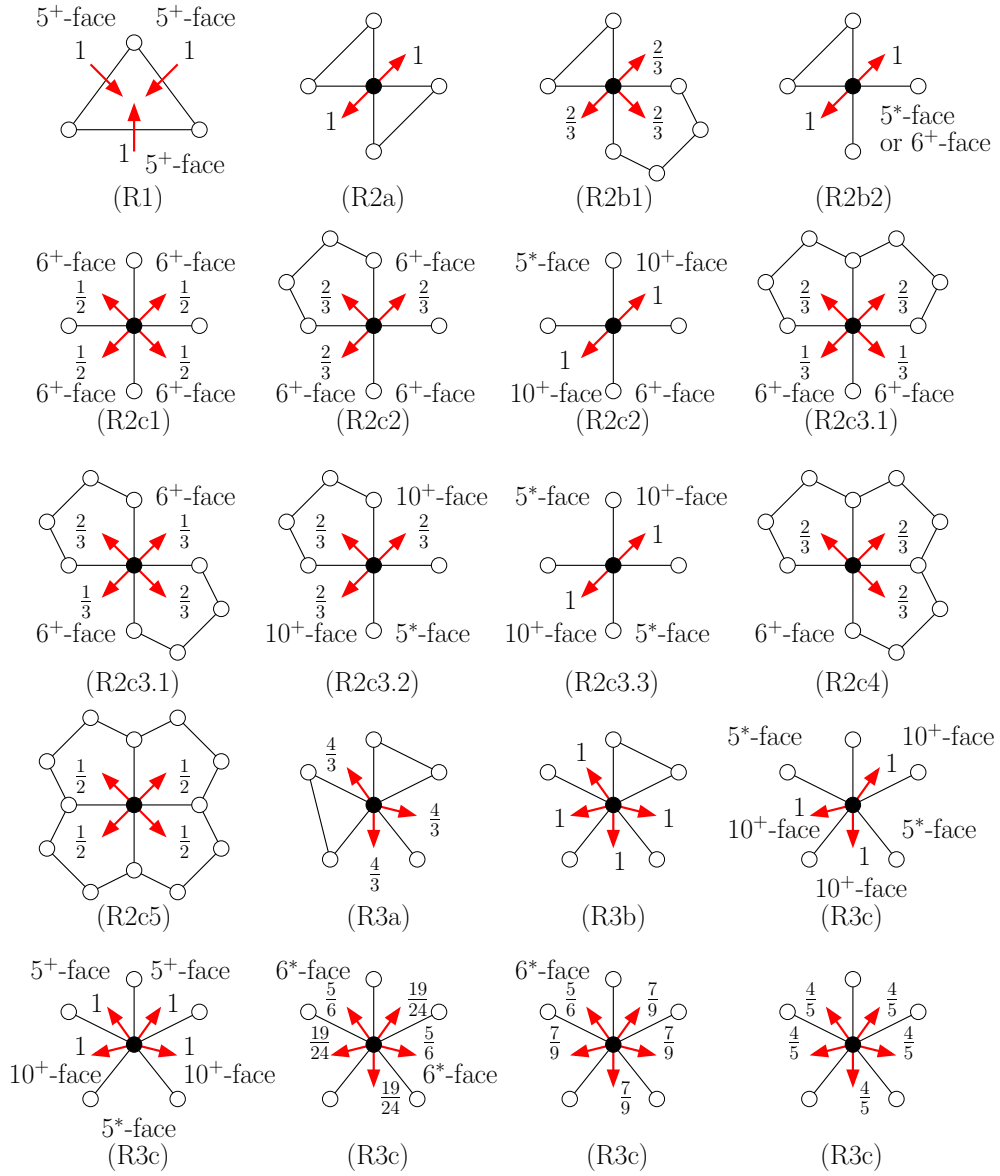 5⁺-face 5⁺-face
1 1
1 5⁺-face
(R1)
1
1
(R2a)
2/3
2/3 2/3
(R2b1)
1
1
5*-face
or 6⁺-face
(R2b2)
6⁺-face 6⁺-face
1/2 1/2
1/2 1/2
6⁺-face 6⁺-face
(R2c1)
6⁺-face
2/3 2/3
2/3
6⁺-face 6⁺-face
(R2c2)
5*-face 10⁺-face
1
1
10⁺-face 6⁺-face
(R2c2)
2/3 2/3
1/3 1/3
6⁺-face 6⁺-face
(R2c3.1)
6⁺-face
2/3 1/3
1/3 2/3
6⁺-face
(R2c3.1)
10⁺-face
2/3 2/3
2/3
10⁺-face 5*-face
(R2c3.2)
5*-face 10⁺-face
1
1
10⁺-face 5*-face
(R2c3.3)
2/3 2/3
2/3
6⁺-face
(R2c4)
1/2 1/2
1/2 1/2
(R2c5)
4/3
4/3
4/3
(R3a)
1
1 1
1
(R3b)
5*-face 10⁺-face
1
1
10⁺-face 5*-face
1
10⁺-face
(R3c)
5⁺-face 5⁺-face
1 1
1 1
10⁺-face 10⁺-face
5*-face
(R3c)
6*-face
5/6 19/24
19/24 5/6
6*-face
19/24
(R3c)
6*-face
5/6 7/9
7/9 7/9
7/9
(R3c)
4/5 4/5
4/5 4/5
4/5
(R3c)